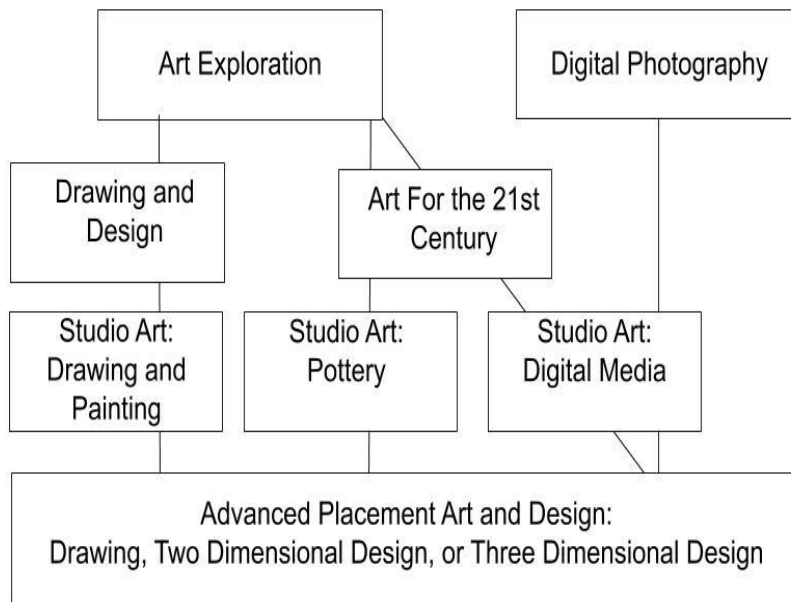 Art Exploration
Digital Photography
Drawing and
Design
Art For the 21st
Century
Studio Art:
Drawing and
Painting
Studio Art:
Pottery
Studio Art:
Digital Media
Advanced Placement Art and Design:
Drawing, Two Dimensional Design, or Three Dimensional Design